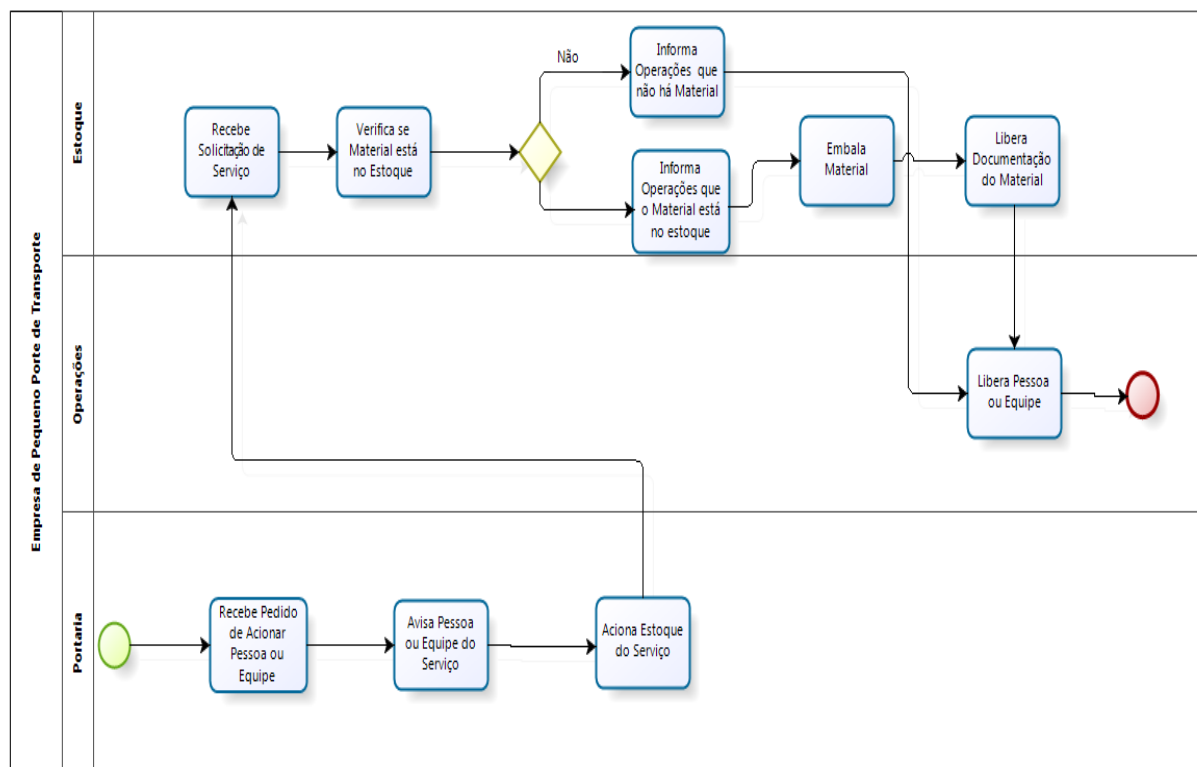 Empresa de Pequeno Porte de Transporte
Estoque
Recebe
Solicitação de
Serviço
Verifica se
Material está
no Estoque
Não
Informa
Operações que
não há Material
Informa
Operações que
o Material está
no estoque
Embala
Material
Libera
Documentação
do Material
Operações
Libera Pessoa
ou Equipe
Portaria
Recebe Pedido
de Acionar
Pessoa ou
Equipe
Avisa Pessoa
ou Equipe do
Serviço
Aciona Estoque
do Serviço